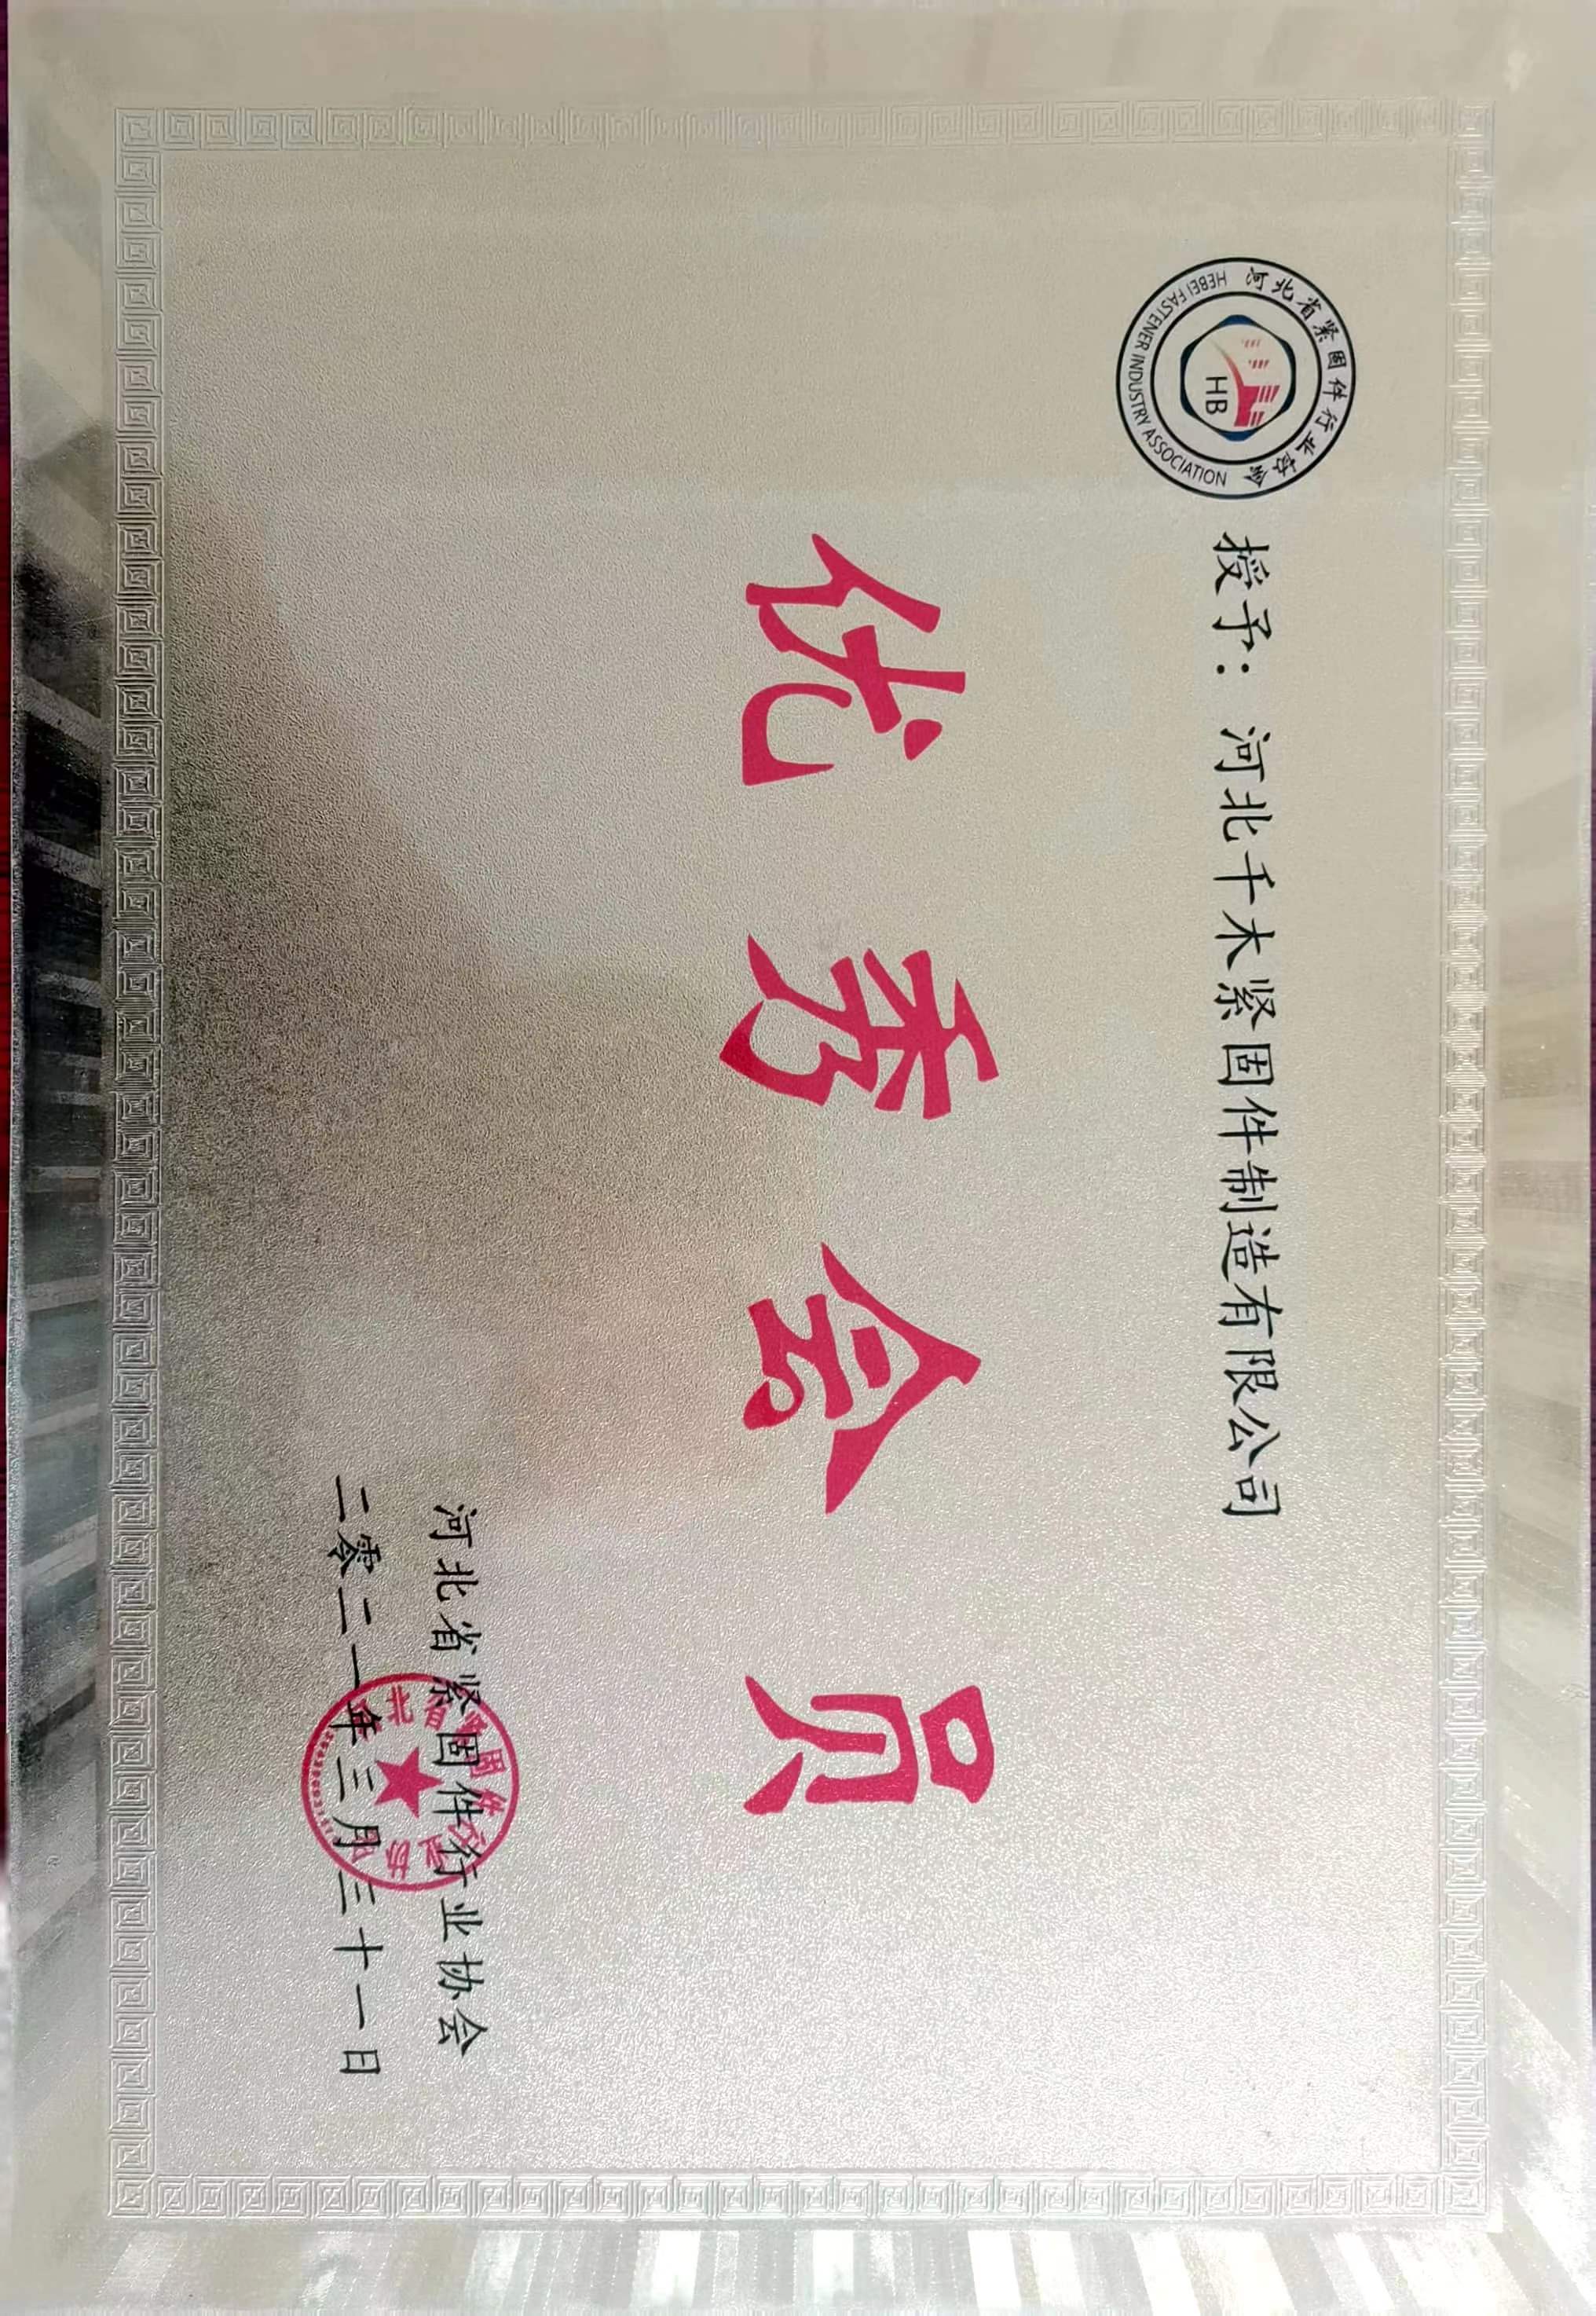 河北省紧固件行业协会
HEBEI FASTENER INDUSTRY ASSOCIATION
HB
授予：河北千木紧固件制造有限公司
优秀会员
河北省紧固件行业协会
二零二一年三月三十一日